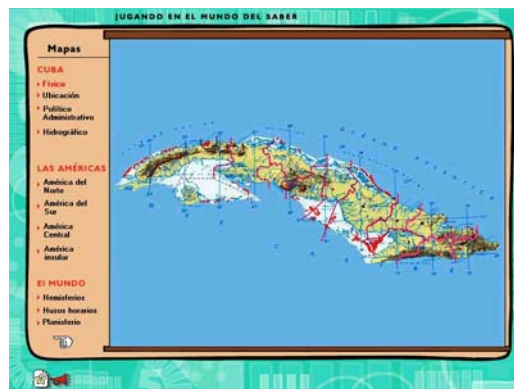 JUGANDO EN EL MUNDO DEL SABER
Mapas
CUBA
Físico
Ubicación
Político
Administrativo
Hidrográfico
LAS AMÉRICAS
América del
Norte
América del
Sur
América
Central
América
insular
El MUNDO
Hemisferios
Husos horarios
Planisferio